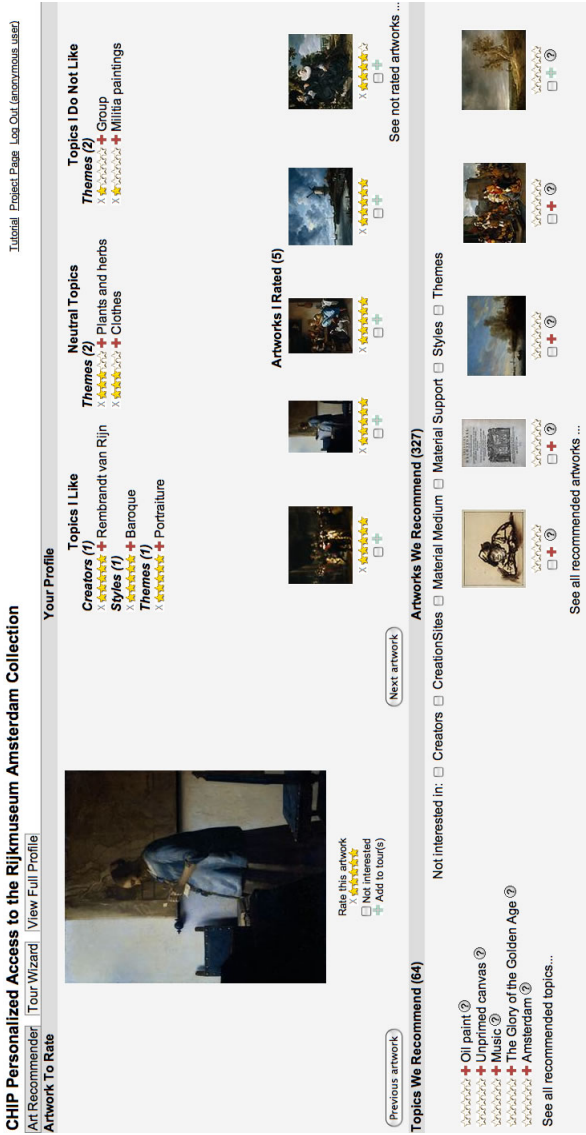 CHIP Personalized Access to the Rijkmuseum Amsterdam Collection
Tutorial Project Page Log Out (anonymous user)
Art Recommender Tour Wizard View Full Profile
Artwork To Rate
Your Profile
Rate this artwork
X
Not interested
Add to tour(s)
Previous artwork
Next artwork
Topics I Like
Creators (1)
X Rembrandt van Rijn
Styles (1)
X Baroque
Themes (1)
X Portraiture
Neutral Topics
Themes (2)
X Plants and herbs
X Clothes
Topics I Do Not Like
Themes (2)
X Group
X Militia paintings
Artworks I Rated (5)
X X X X X
See not rated artworks ...
Topics We Recommend (64)
Oil paint ?
Unprimed canvas ?
Music ?
The Glory of the Golden Age ?
Amsterdam ?
See all recommended topics...
Artworks We Recommend (327)
Not interested in: Creators CreationSites Material Medium Material Support Styles Themes
? ? ? ? ?
See all recommended artworks ...